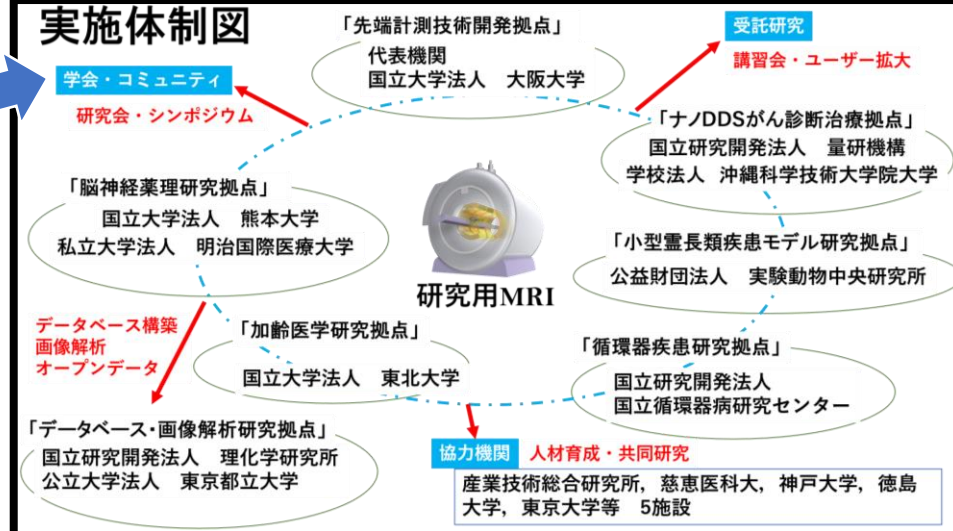 実施体制図
「先端計測技術開発拠点」
代表機関
国立大学法人　大阪大学
受託研究
講習会・ユーザー拡大
学会・コミュニティ
研究会・シンポジウム
「ナノDDSがん診断治療拠点」
国立研究開発法人　量研機構
学校法人　沖縄科学技術大学院大学
「脳神経薬理研究拠点」
国立大学法人　熊本大学
私立大学法人　明治国際医療大学
「小型霊長類疾患モデル研究拠点」
公益財団法人　実験動物中央研究所
研究用MRI
データベース構築
画像解析
オープンデータ
「加齢医学研究拠点」
国立大学法人　東北大学
「循環器疾患研究拠点」
国立研究開発法人
国立循環器病研究センター
「データベース・画像解析研究拠点」
国立研究開発法人　理化学研究所
公立大学法人　東京都立大学
協力機関　人材育成・共同研究
産業技術総合研究所, 慈恵医科大, 神戸大学, 徳島
大学, 東京大学等　5施設